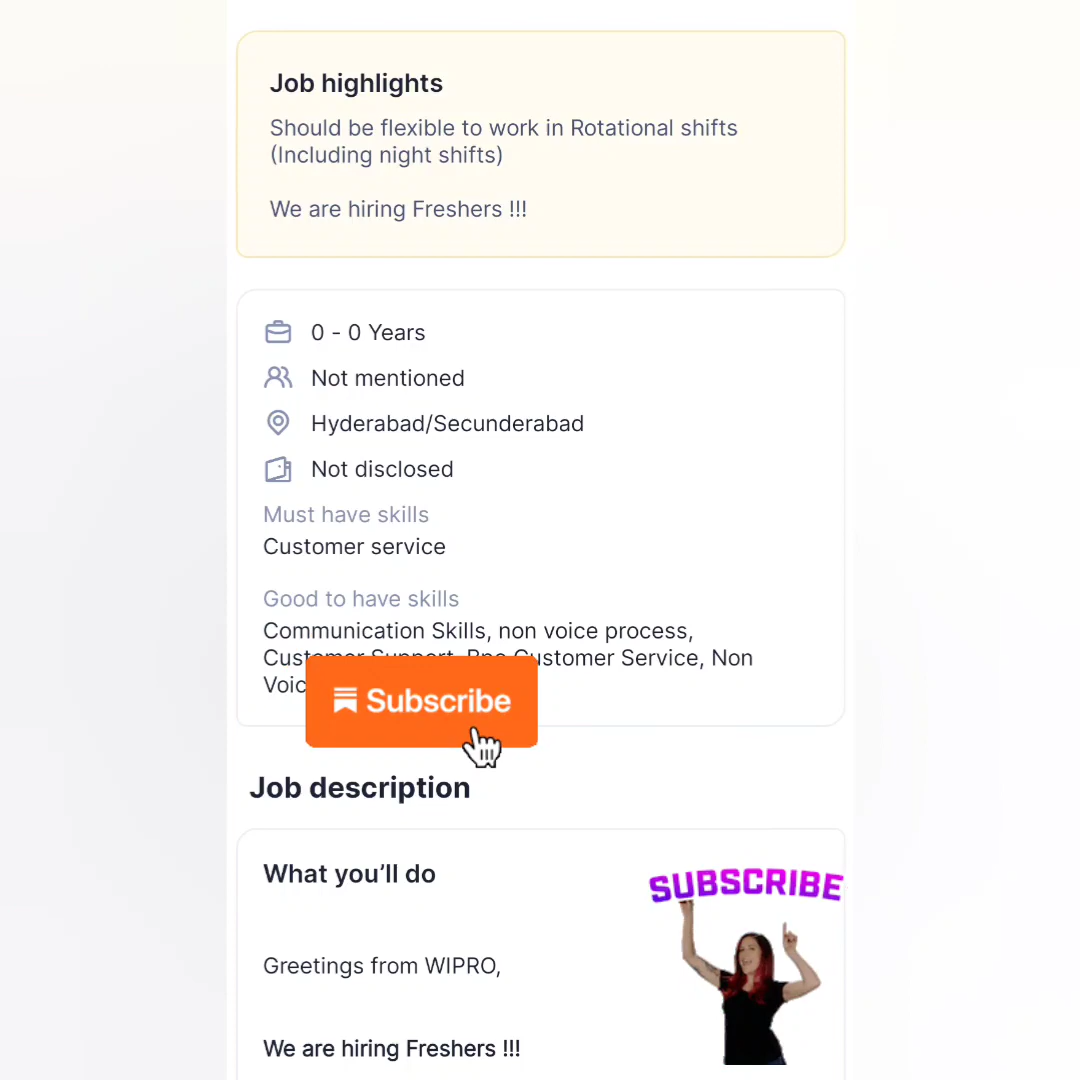 Job highlights
Should be flexible to work in Rotational shifts
(Including night shifts)
We are hiring Freshers !!!
0 - 0 Years
Not mentioned
Hyderabad/Secunderabad
Not disclosed
Must have skills
Customer service
Good to have skills
Communication Skills, non voice process,
Customer Support, Bpo Customer Service, Non
Subscribe
Job description
What you’ll do
SUBSCRIBE
Greetings from WIPRO,
We are hiring Freshers !!!